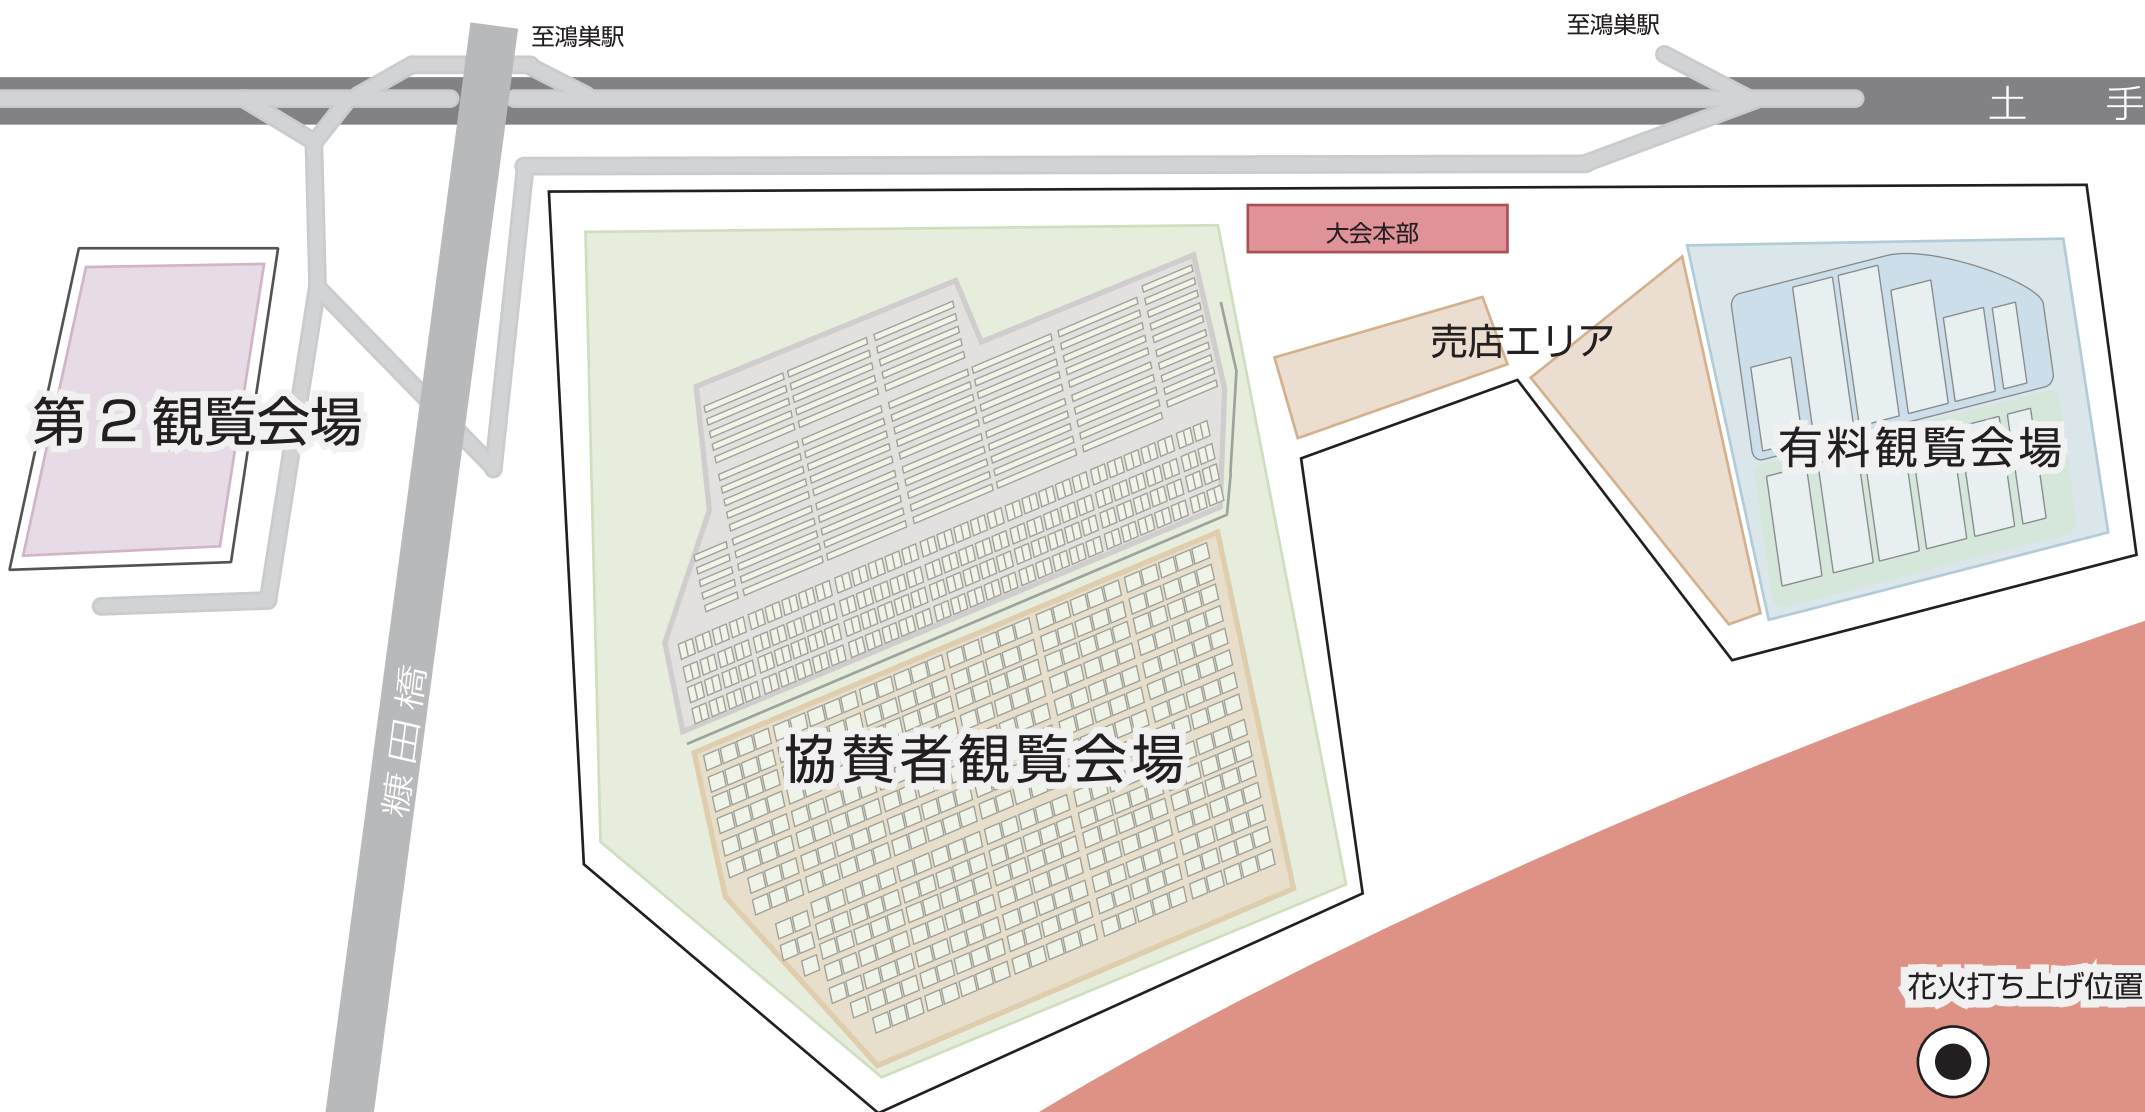 至鴻巣駅
至鴻巣駅
土手
大会本部
売店エリア
第2観覧会場
有料観覧会場
糠田橋
協賛者観覧会場
花火打ち上げ位置